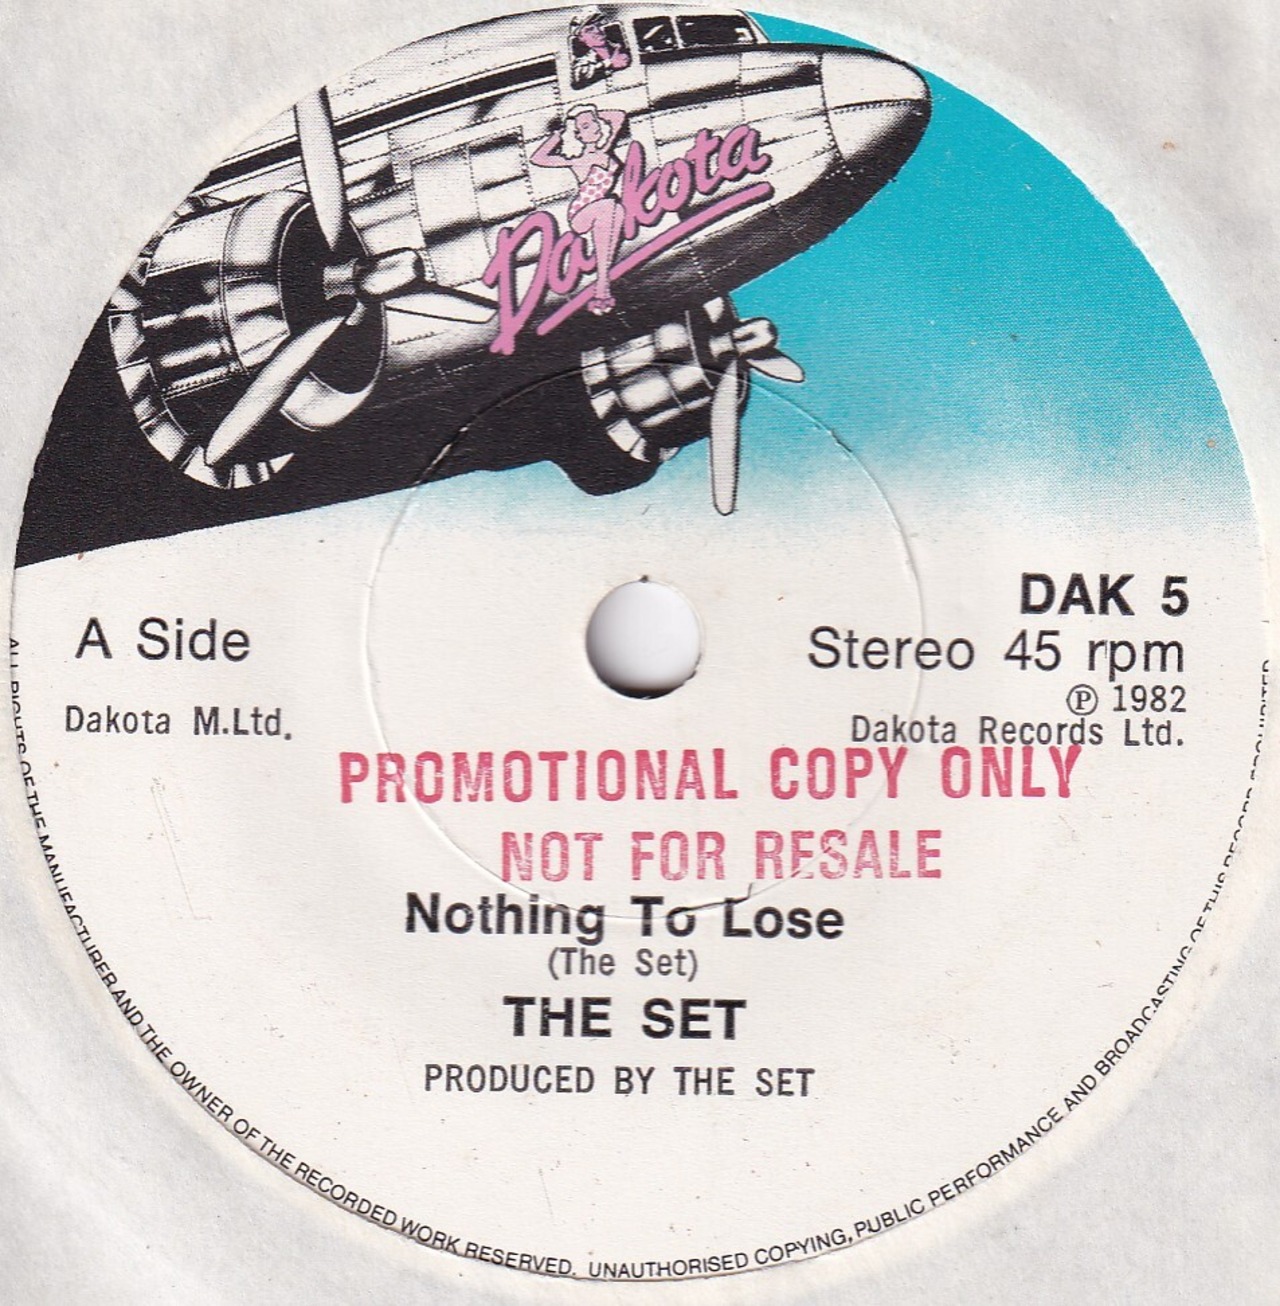 Dakota
DAK 5
A Side
Stereo 45 rpm
Ⓟ 1982
Dakota M.Ltd.
Dakota Records Ltd.
PROMOTIONAL COPY ONLY
NOT FOR RESALE
Nothing To Lose
(The Set)
THE SET
PRODUCED BY THE SET
ALL RIGHTS OF THE MANUFACTURER AND THE OWNER OF THE RECORDED WORK RESERVED. UNAUTHORISED COPYING, PUBLIC PERFORMANCE AND BROADCASTING OF THIS RECORD PROHIBITED